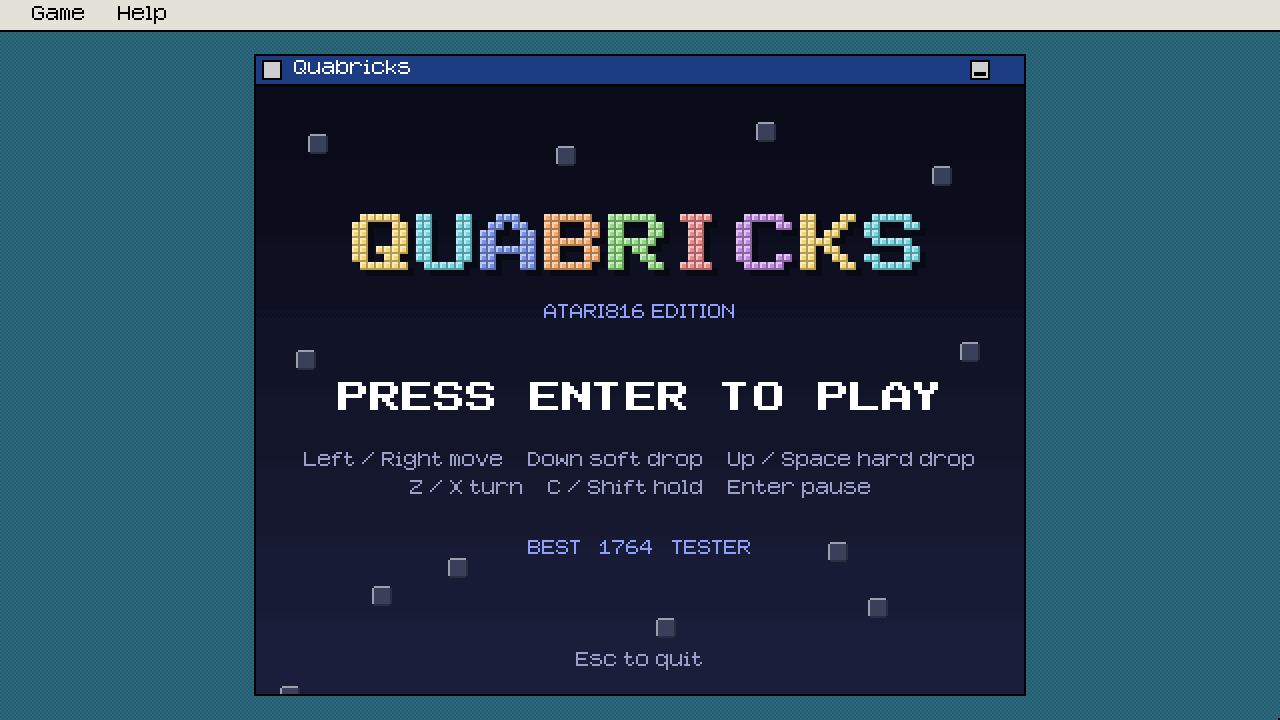 Game Help
Quabricks
QUABRICKS
ATARI816 EDITION
PRESS ENTER TO PLAY
Left / Right move Down soft drop Up / Space hard drop
Z / X turn C / Shift hold Enter pause
BEST 1764 TESTER
Esc to quit